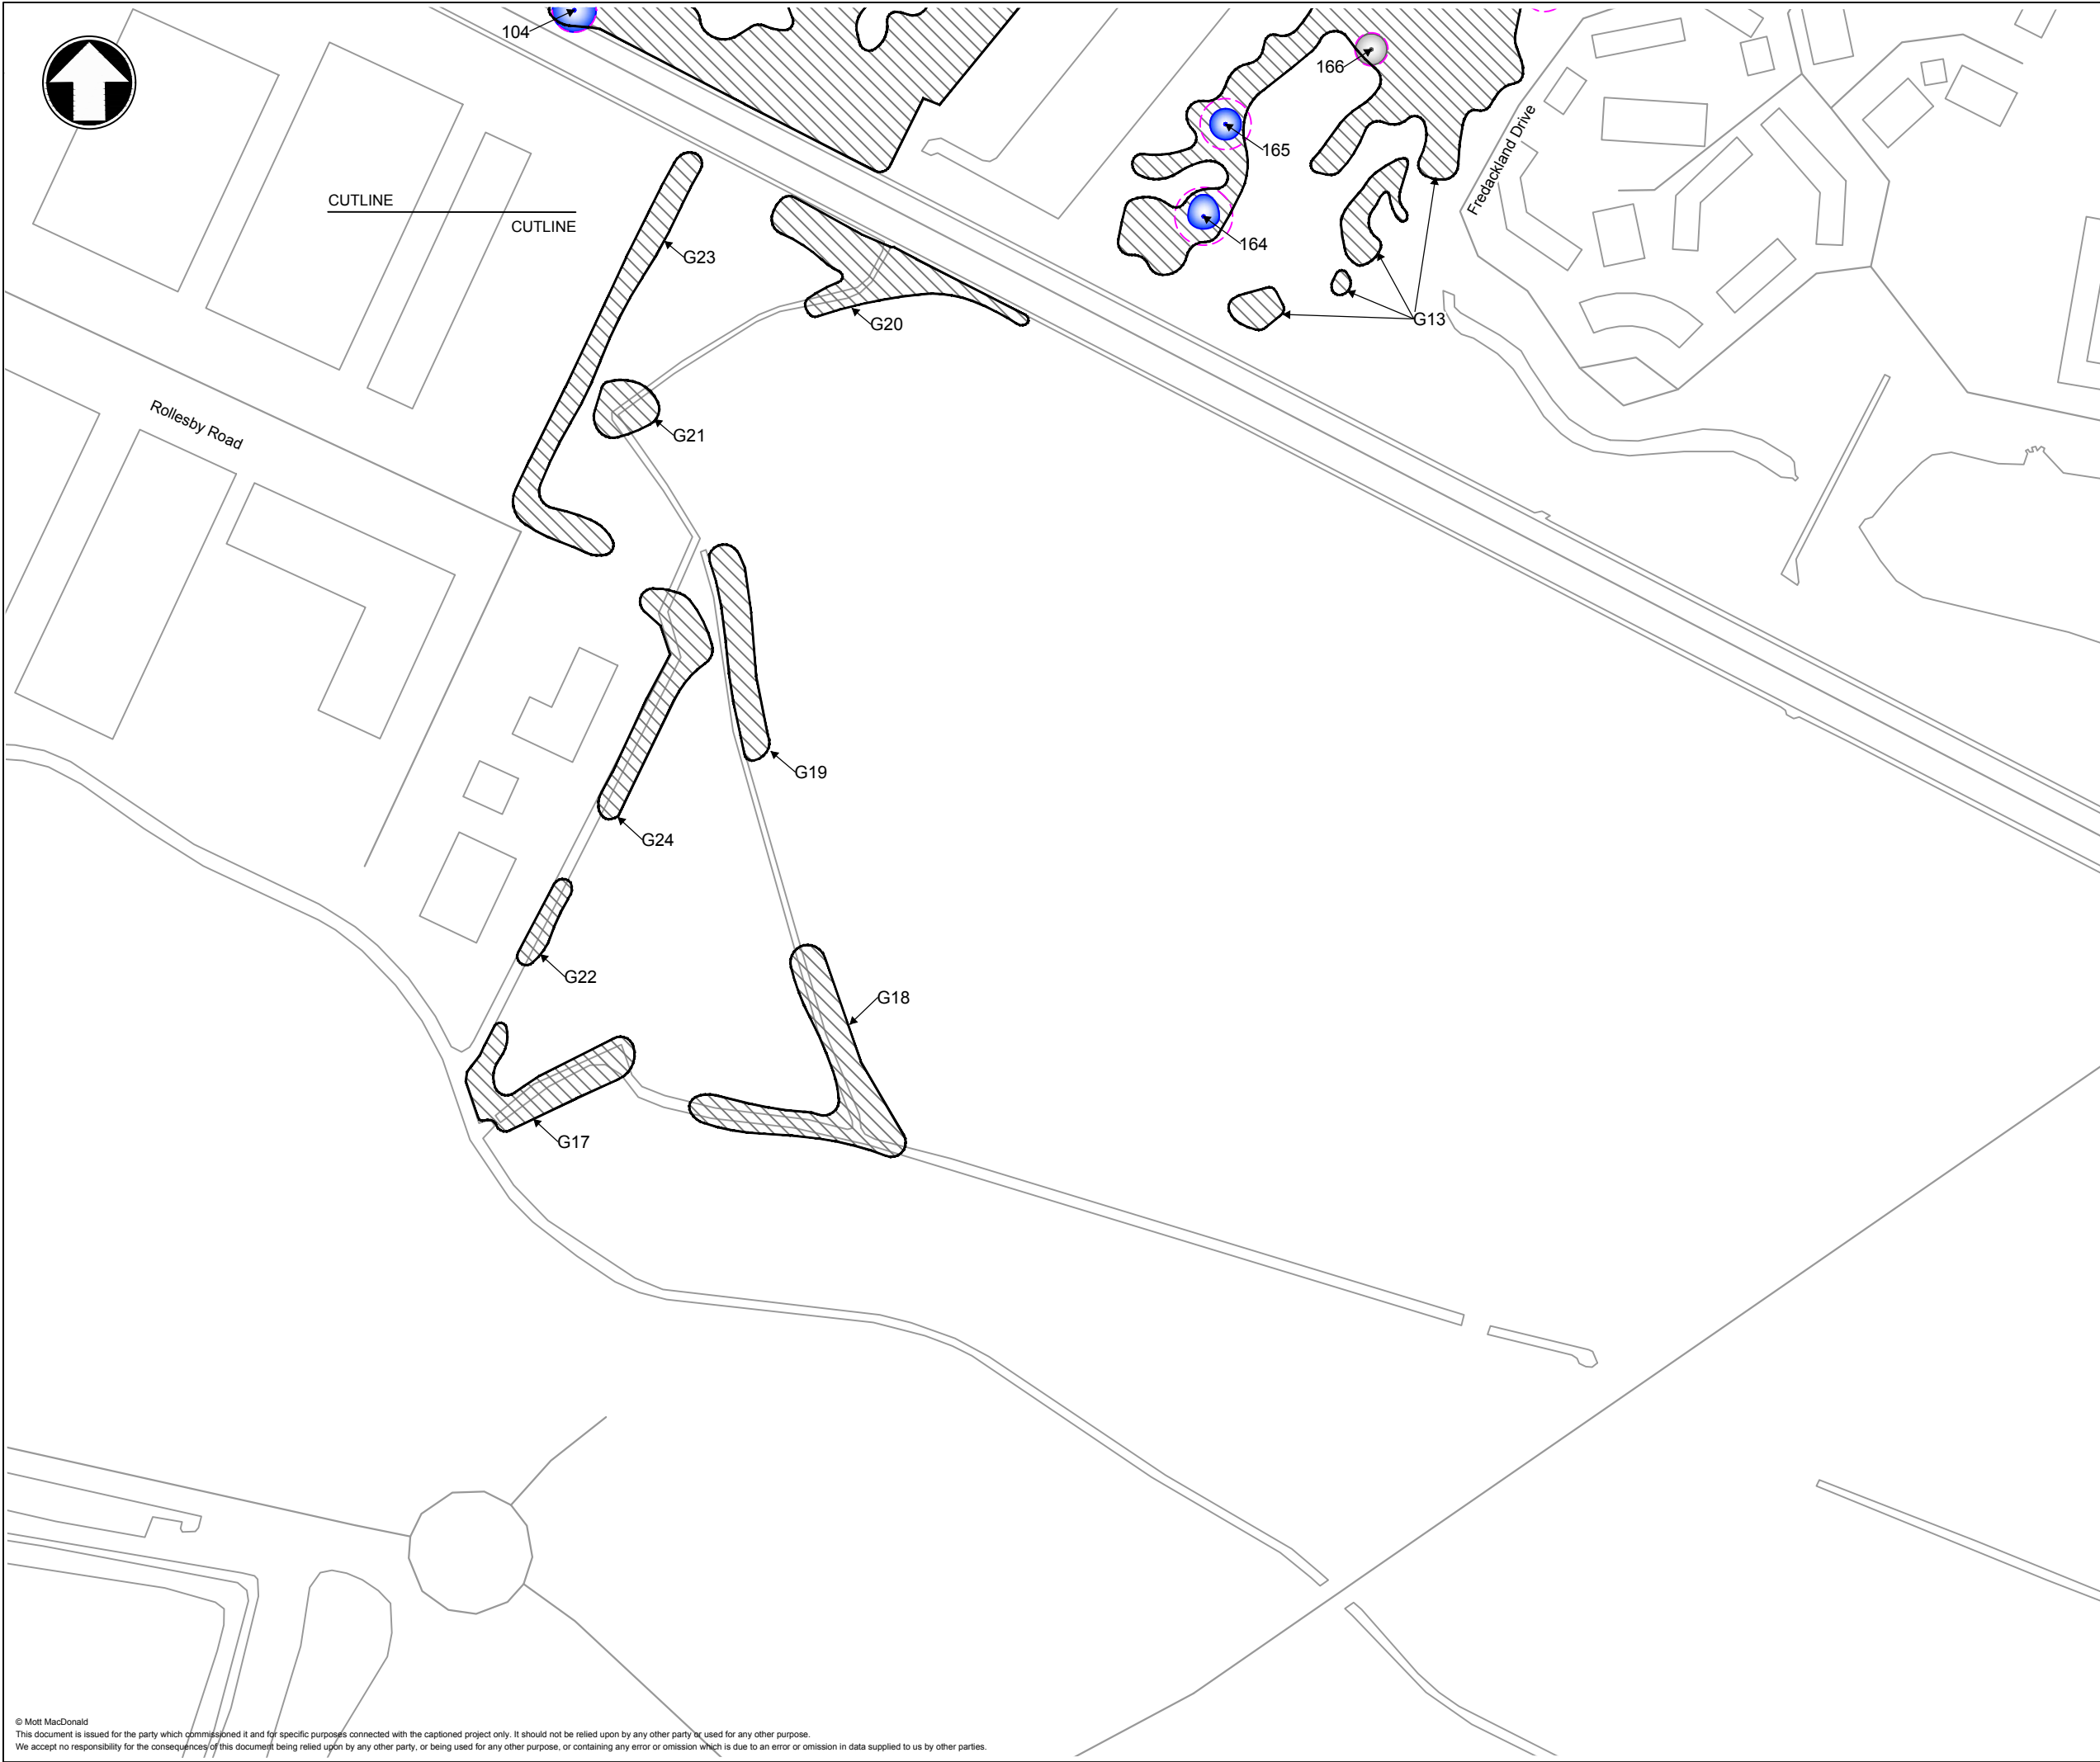 104
166
Fredackland Drive
165
CUTLINE
CUTLINE
164
G23
G20
G13
Rollesby Road
G21
G19
G24
G22
G18
G17
© Mott MacDonald
This document is issued for the party which commissioned it and for specific purposes connected with the captioned project only. It should not be relied upon by any other party or used for any other purpose.
We accept no responsibility for the consequences of this document being relied upon by any other party, or being used for any other purpose, or containing any error or omission which is due to an error or omission in data supplied to us by other parties.